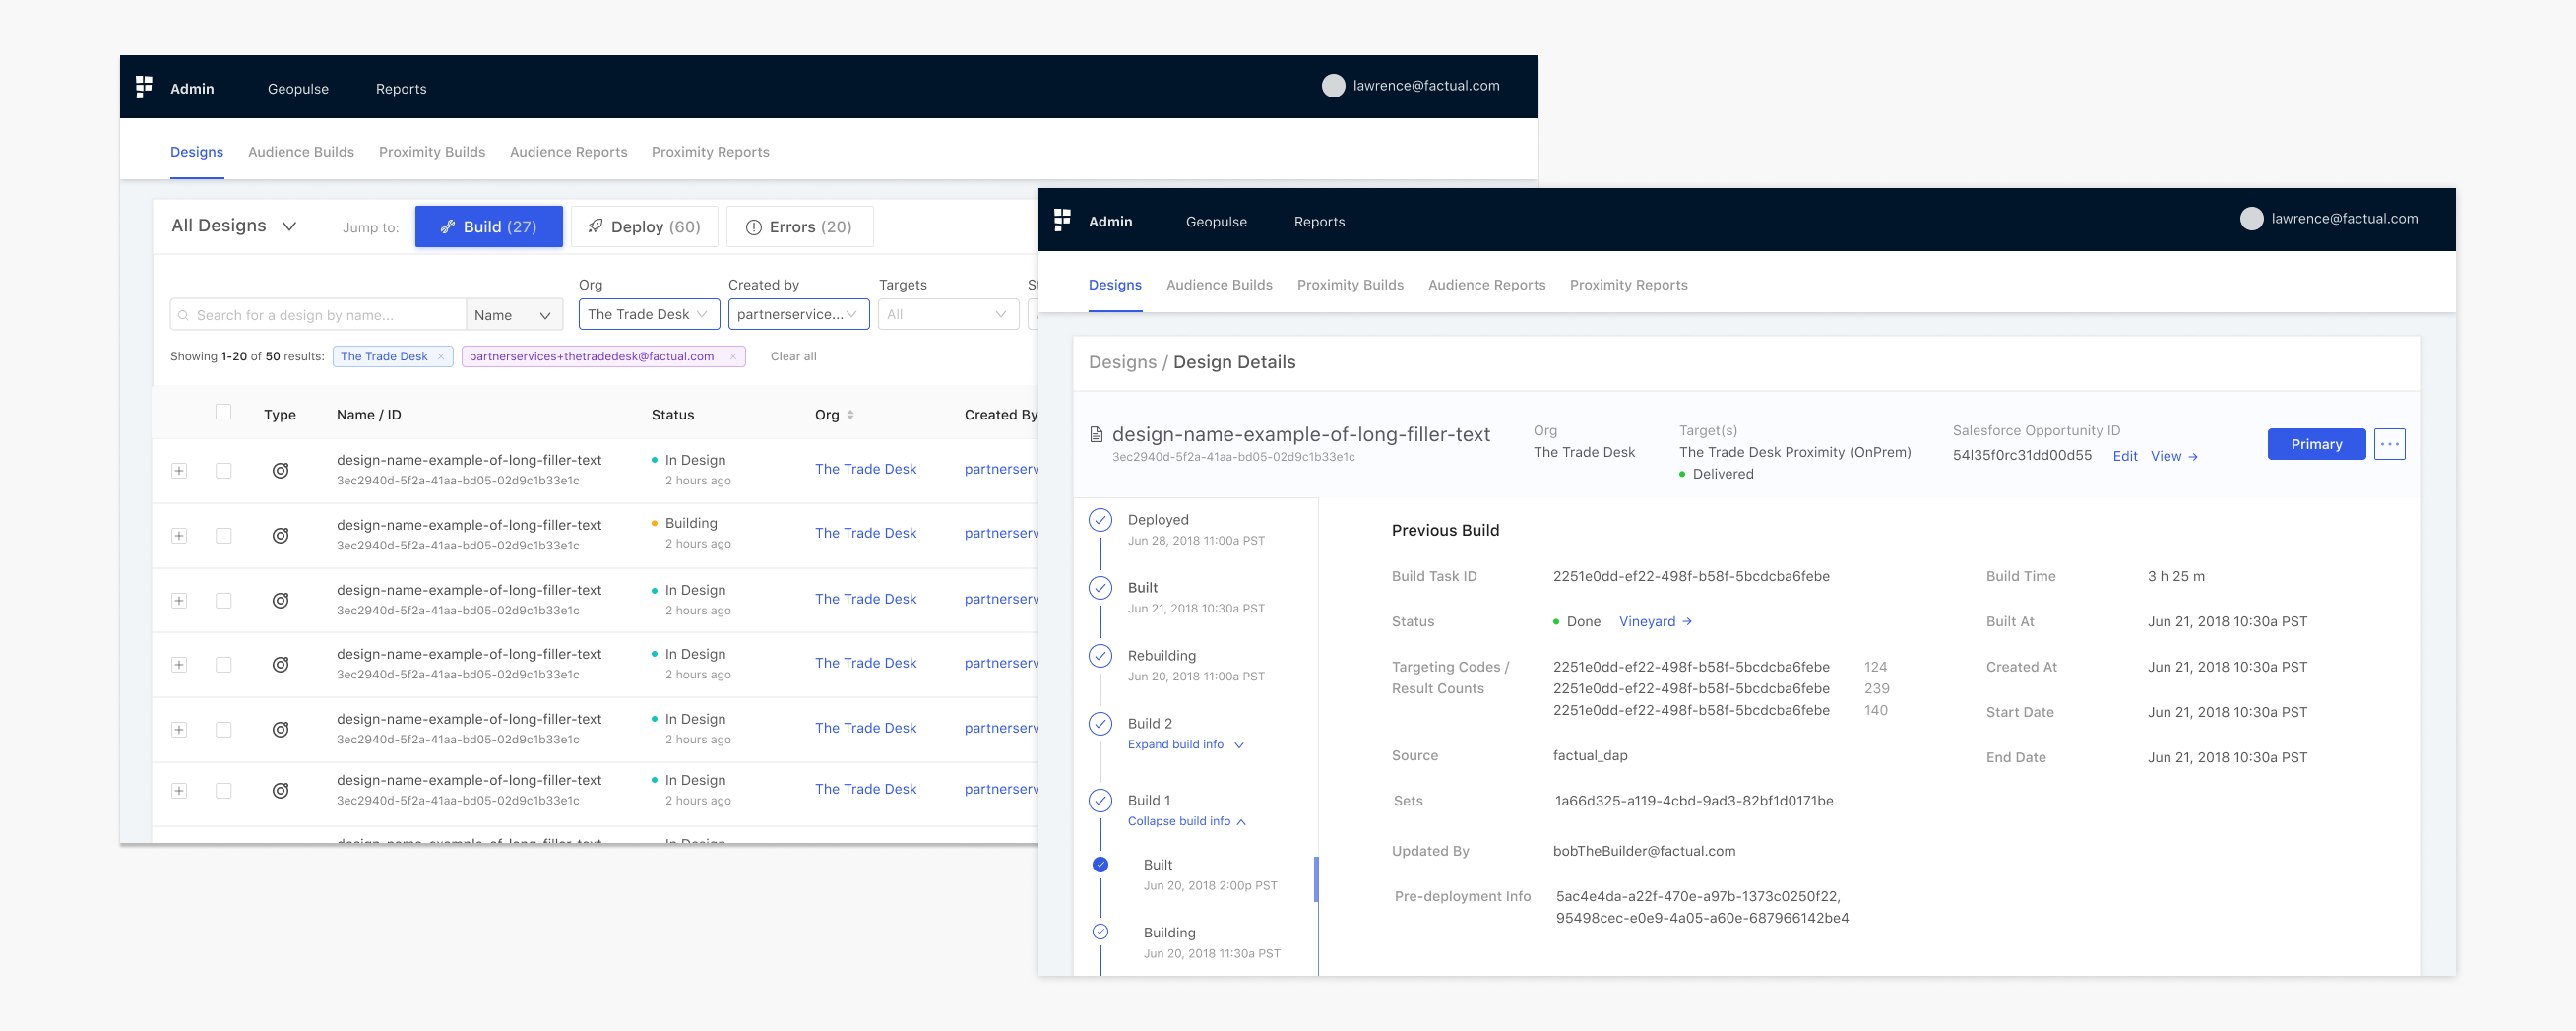 Admin Geopulse Reports lawrence@factual.com
Designs Audience Builds Proximity Builds Audience Reports Proximity Reports
All Designs Jump to: Build (27) Deploy (60) Errors (20)
Org Created by Targets
Search for a design by name... Name The Trade Desk partnerservice... All
Showing 1-20 of 50 results: The Trade Desk × partnerservices+thetradedesk@factual.com × Clear all
Type Name / ID Status Org Created By
design-name-example-of-long-filler-text In Design The Trade Desk partnerserv
3ec2940d-5f2a-41aa-bd05-02d9c1b33e1c 2 hours ago
design-name-example-of-long-filler-text Building The Trade Desk partnerserv
3ec2940d-5f2a-41aa-bd05-02d9c1b33e1c 2 hours ago
design-name-example-of-long-filler-text In Design The Trade Desk partnerserv
3ec2940d-5f2a-41aa-bd05-02d9c1b33e1c 2 hours ago
design-name-example-of-long-filler-text In Design The Trade Desk partnerserv
3ec2940d-5f2a-41aa-bd05-02d9c1b33e1c 2 hours ago
design-name-example-of-long-filler-text In Design The Trade Desk partnerserv
3ec2940d-5f2a-41aa-bd05-02d9c1b33e1c 2 hours ago
design-name-example-of-long-filler-text In Design The Trade Desk partnerserv
3ec2940d-5f2a-41aa-bd05-02d9c1b33e1c 2 hours ago
Admin Geopulse Reports lawrence@factual.com
Designs Audience Builds Proximity Builds Audience Reports Proximity Reports
Designs / Design Details
design-name-example-of-long-filler-text
3ec2940d-5f2a-41aa-bd05-02d9c1b33e1c
Org
The Trade Desk
Target(s)
The Trade Desk Proximity (OnPrem)
Delivered
Salesforce Opportunity ID
54l35f0rc31dd00d55 Edit View →
Primary ...
Deployed
Jun 28, 2018 11:00a PST
Built
Jun 21, 2018 10:30a PST
Rebuilding
Jun 20, 2018 11:00a PST
Build 2
Expand build info
Build 1
Collapse build info
Built
Jun 20, 2018 2:00p PST
Building
Jun 20, 2018 11:30a PST
Previous Build
Build Task ID 2251e0dd-ef22-498f-b58f-5bcdcba6febe
Status Done Vineyard →
Targeting Codes / 2251e0dd-ef22-498f-b58f-5bcdcba6febe 124
Result Counts 2251e0dd-ef22-498f-b58f-5bcdcba6febe 239
2251e0dd-ef22-498f-b58f-5bcdcba6febe 140
Source factual_dap
Sets 1a66d325-a119-4cbd-9ad3-82bf1d0171be
Updated By bobTheBuilder@factual.com
Pre-deployment Info 5ac4e4da-a22f-470e-a97b-1373c0250f22,
95498cec-e0e9-4a05-a60e-687966142be4
Build Time 3 h 25 m
Built At Jun 21, 2018 10:30a PST
Created At Jun 21, 2018 10:30a PST
Start Date Jun 21, 2018 10:30a PST
End Date Jun 21, 2018 10:30a PST